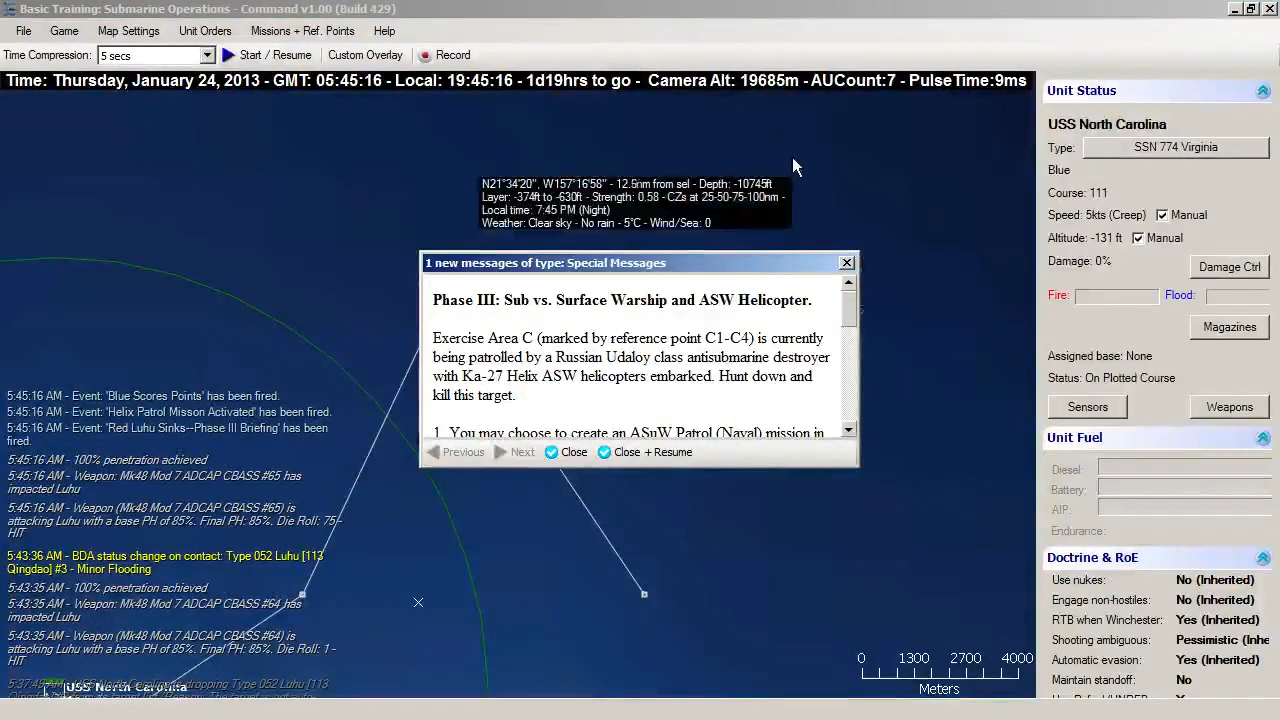 Basic Training: Submarine Operations - Command v1.00 (Build 429)
File Game Map Settings Unit Orders Missions + Ref. Points Help
Time Compression: 5 secs Start / Resume Custom Overlay Record
Time: Thursday, January 24, 2013 - GMT: 05:45:16 - Local: 19:45:16 - 1d19hrs to go - Camera Alt: 19685m - AUCount:7 - PulseTime:9ms
N21°34'20", W157°16'58" - 12.9nm from sel - Depth: -10745ft
Layer: -374ft to -630ft - Strength: 0.58 - CZs at 25-50-75-100nm -
Local time: 7:45 PM (Night)
Weather: Clear sky - No rain - 5°C - Wind/Sea: 0
1 new messages of type: Special Messages
Phase III: Sub vs. Surface Warship and ASW Helicopter.
Exercise Area C (marked by reference point C1-C4) is currently
being patrolled by a Russian Udaloy class antisubmarine destroyer
with Ka-27 Helix ASW helicopters embarked. Hunt down and
kill this target.
1. You may choose to create an ASuW Patrol (Naval) mission in
Previous Next Close Close + Resume
5:45:16 AM - Event: 'Blue Scores Points' has been fired.
5:45:16 AM - Event: 'Helix Patrol Misson Activated' has been fired.
5:45:16 AM - Event: 'Red Luhu Sinks--Phase III Briefing' has been
fired.
5:45:16 AM - 100% penetration achieved
5:45:16 AM - Weapon: Mk48 Mod 7 ADCAP CBASS #65 has
impacted Luhu
5:45:16 AM - Weapon (Mk48 Mod 7 ADCAP CBASS #65) is
attacking Luhu with a base PH of 85%. Final PH: 85%. Die Roll: 75 -
HIT
5:43:36 AM - BDA status change on contact: Type 052 Luhu [113
Qingdao] #3 - Minor Flooding
5:43:35 AM - 100% penetration achieved
5:43:35 AM - Weapon: Mk48 Mod 7 ADCAP CBASS #64 has
impacted Luhu
5:43:35 AM - Weapon (Mk48 Mod 7 ADCAP CBASS #64) is
attacking Luhu with a base PH of 85%. Final PH: 85%. Die Roll: 1 -
HIT
dropping Type 052 Luhu [113
USS North Carolina
0 1300 2700 4000
Meters
Unit Status
USS North Carolina
Type: SSN 774 Virginia
Blue
Course: 111
Speed: 5kts (Creep) Manual
Altitude: -131 ft Manual
Damage: 0% Damage Ctrl
Fire: Flood:
Magazines
Assigned base: None
Status: On Plotted Course
Sensors Weapons
Unit Fuel
Diesel:
Battery:
AIP:
Endurance:
Doctrine & RoE
Use nukes: No (Inherited)
Engage non-hostiles: No (Inherited)
RTB when Winchester: Yes (Inherited)
Shooting ambiguous: Pessimistic (Inhe
Automatic evasion: Yes (Inherited)
Maintain standoff: No